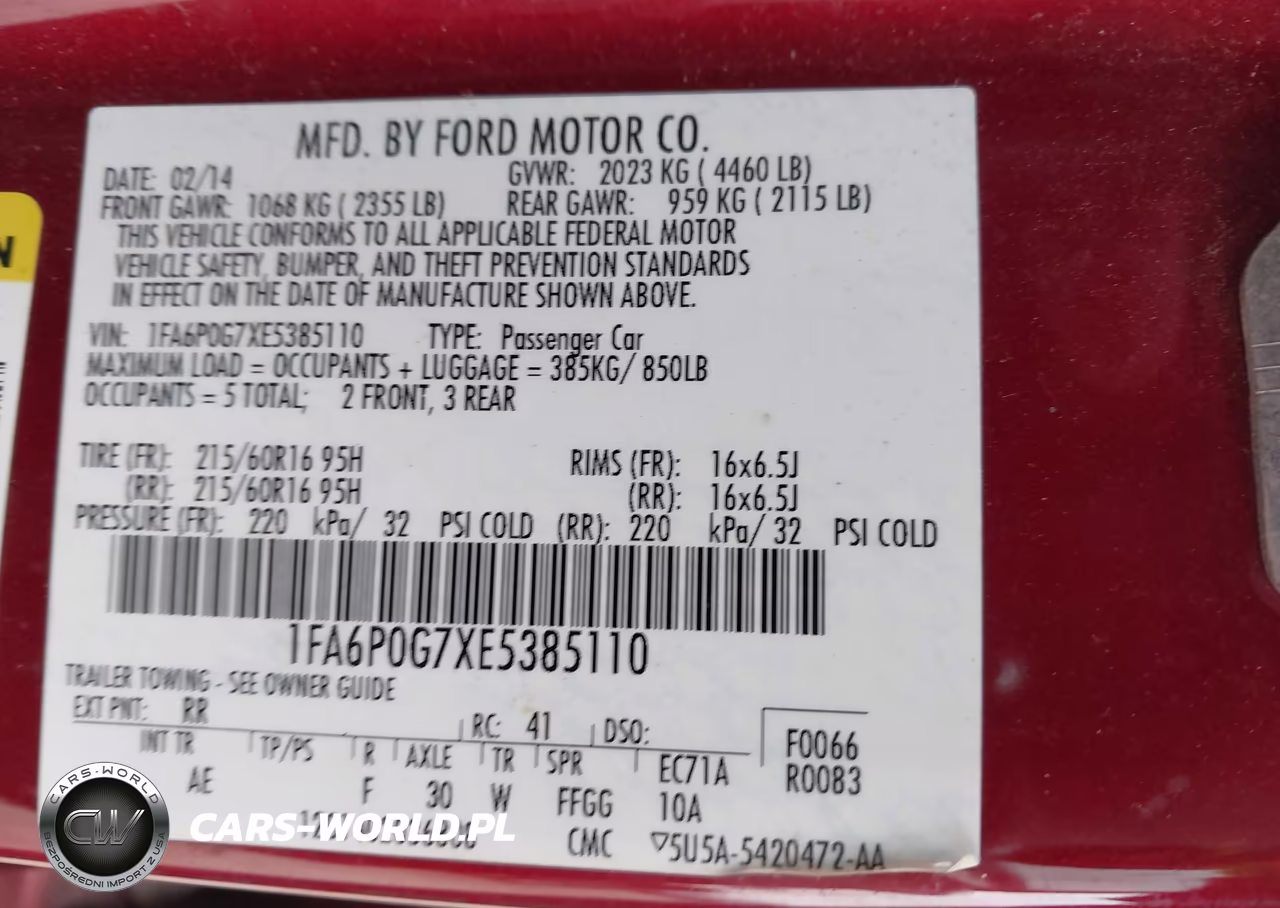 MFD. BY FORD MOTOR CO.
DATE: 02/14 GVWR: 2023 KG ( 4460 LB)
FRONT GAWR: 1068 KG ( 2355 LB) REAR GAWR: 959 KG ( 2115 LB)
THIS VEHICLE CONFORMS TO ALL APPLICABLE FEDERAL MOTOR
VEHICLE SAFETY, BUMPER, AND THEFT PREVENTION STANDARDS
IN EFFECT ON THE DATE OF MANUFACTURE SHOWN ABOVE.
VIN: 1FA6P0G7XE5385110 TYPE: Passenger Car
MAXIMUM LOAD = OCCUPANTS + LUGGAGE = 385KG/ 850LB
OCCUPANTS = 5 TOTAL; 2 FRONT, 3 REAR
TIRE (FR): 215/60R16 95H RIMS (FR): 16x6.5J
(RR): 215/60R16 95H (RR): 16x6.5J
PRESSURE (FR): 220 kPa/ 32 PSI COLD (RR): 220 kPa/ 32 PSI COLD
1FA6P0G7XE5385110
TRAILER TOWING - SEE OWNER GUIDE
EXT PNT: RR RC: 41 DSO:
F0066
INT TR TP/PS R AXLE TR SPR EC71A
R0083
AE F 30 W FFGG 10A
CMC 5U5A-5420472-AA
CARS-WORLD.PL
CARS-WORLD
CW
BEZPOŚREDNI IMPORT Z USA
N